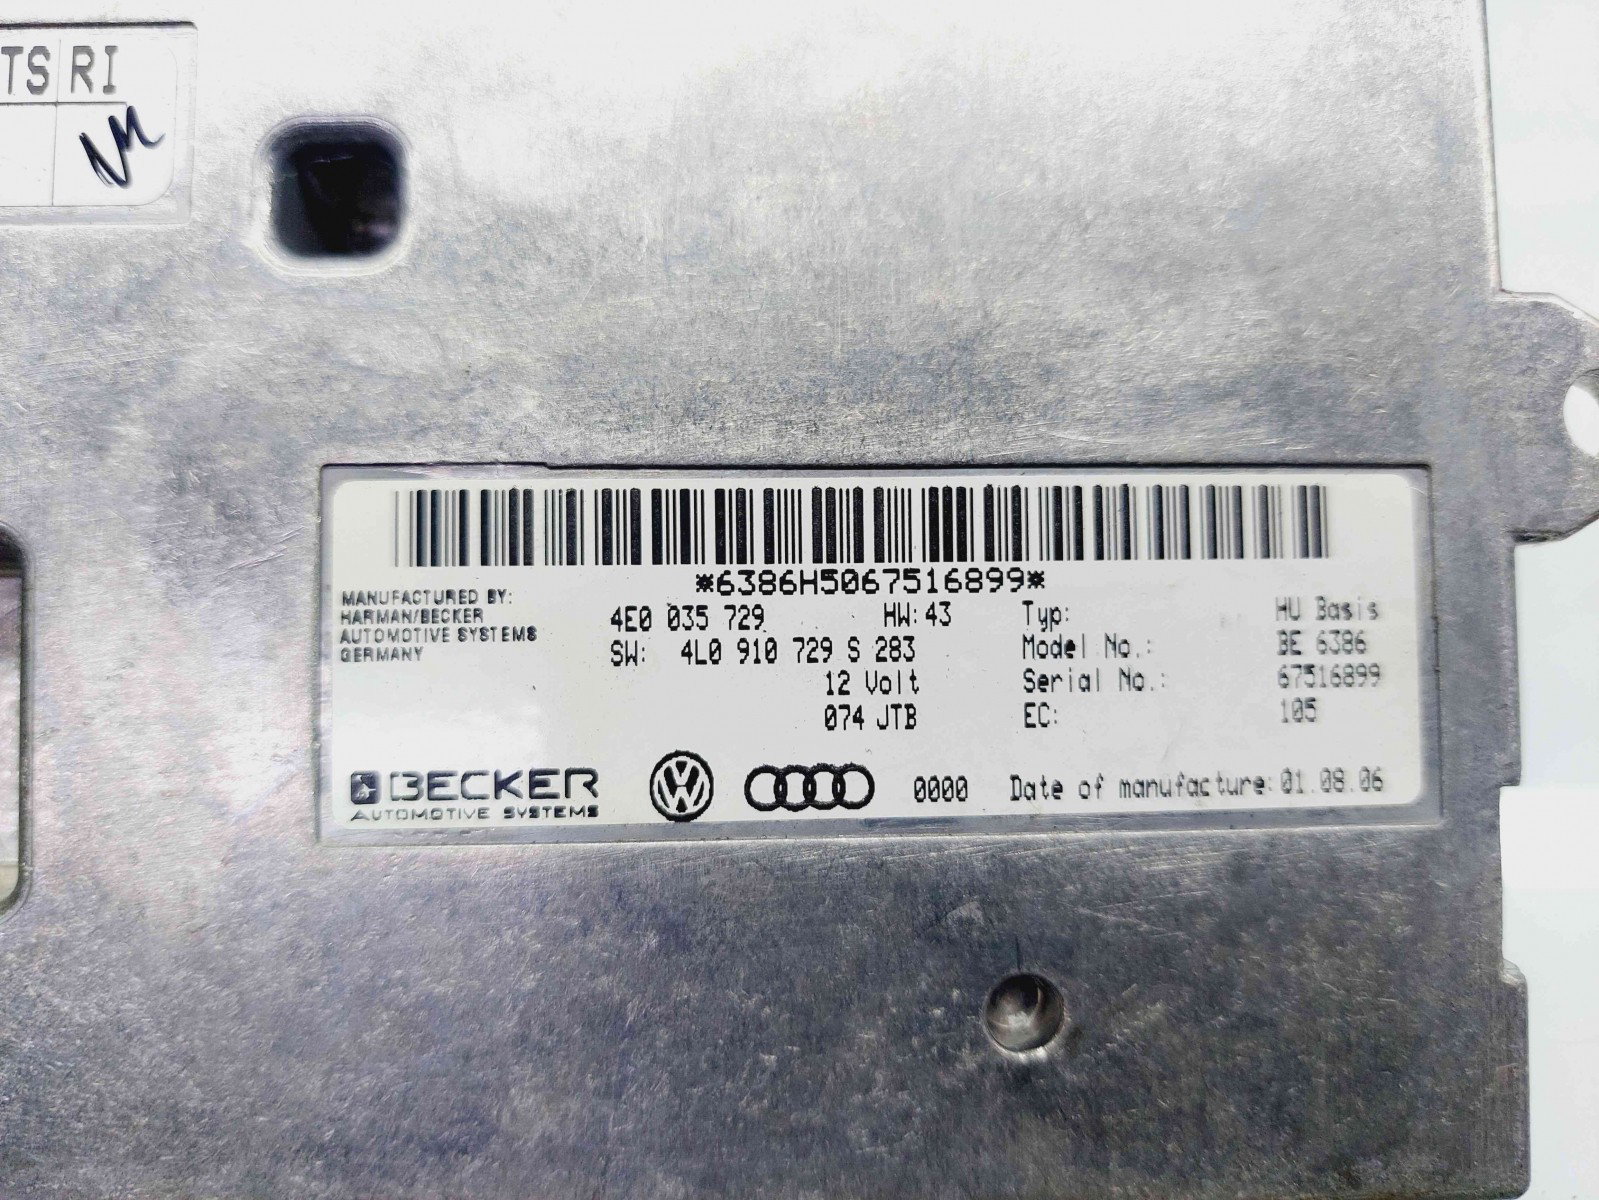 TS RI
*6386H5067516899*
MANUFACTURED BY:
HARMAN/BECKER
AUTOMOTIVE SYSTEMS
GERMANY
4E0 035 729 HW: 43
SW: 4L0 910 729 S 283
12 Volt
074 JTB
Typ: HU Basis
Model No.: BE 6386
Serial No.: 67516899
EC: 105
BECKER
AUTOMOTIVE SYSTEMS
0000 Date of manufacture: 01.08.06